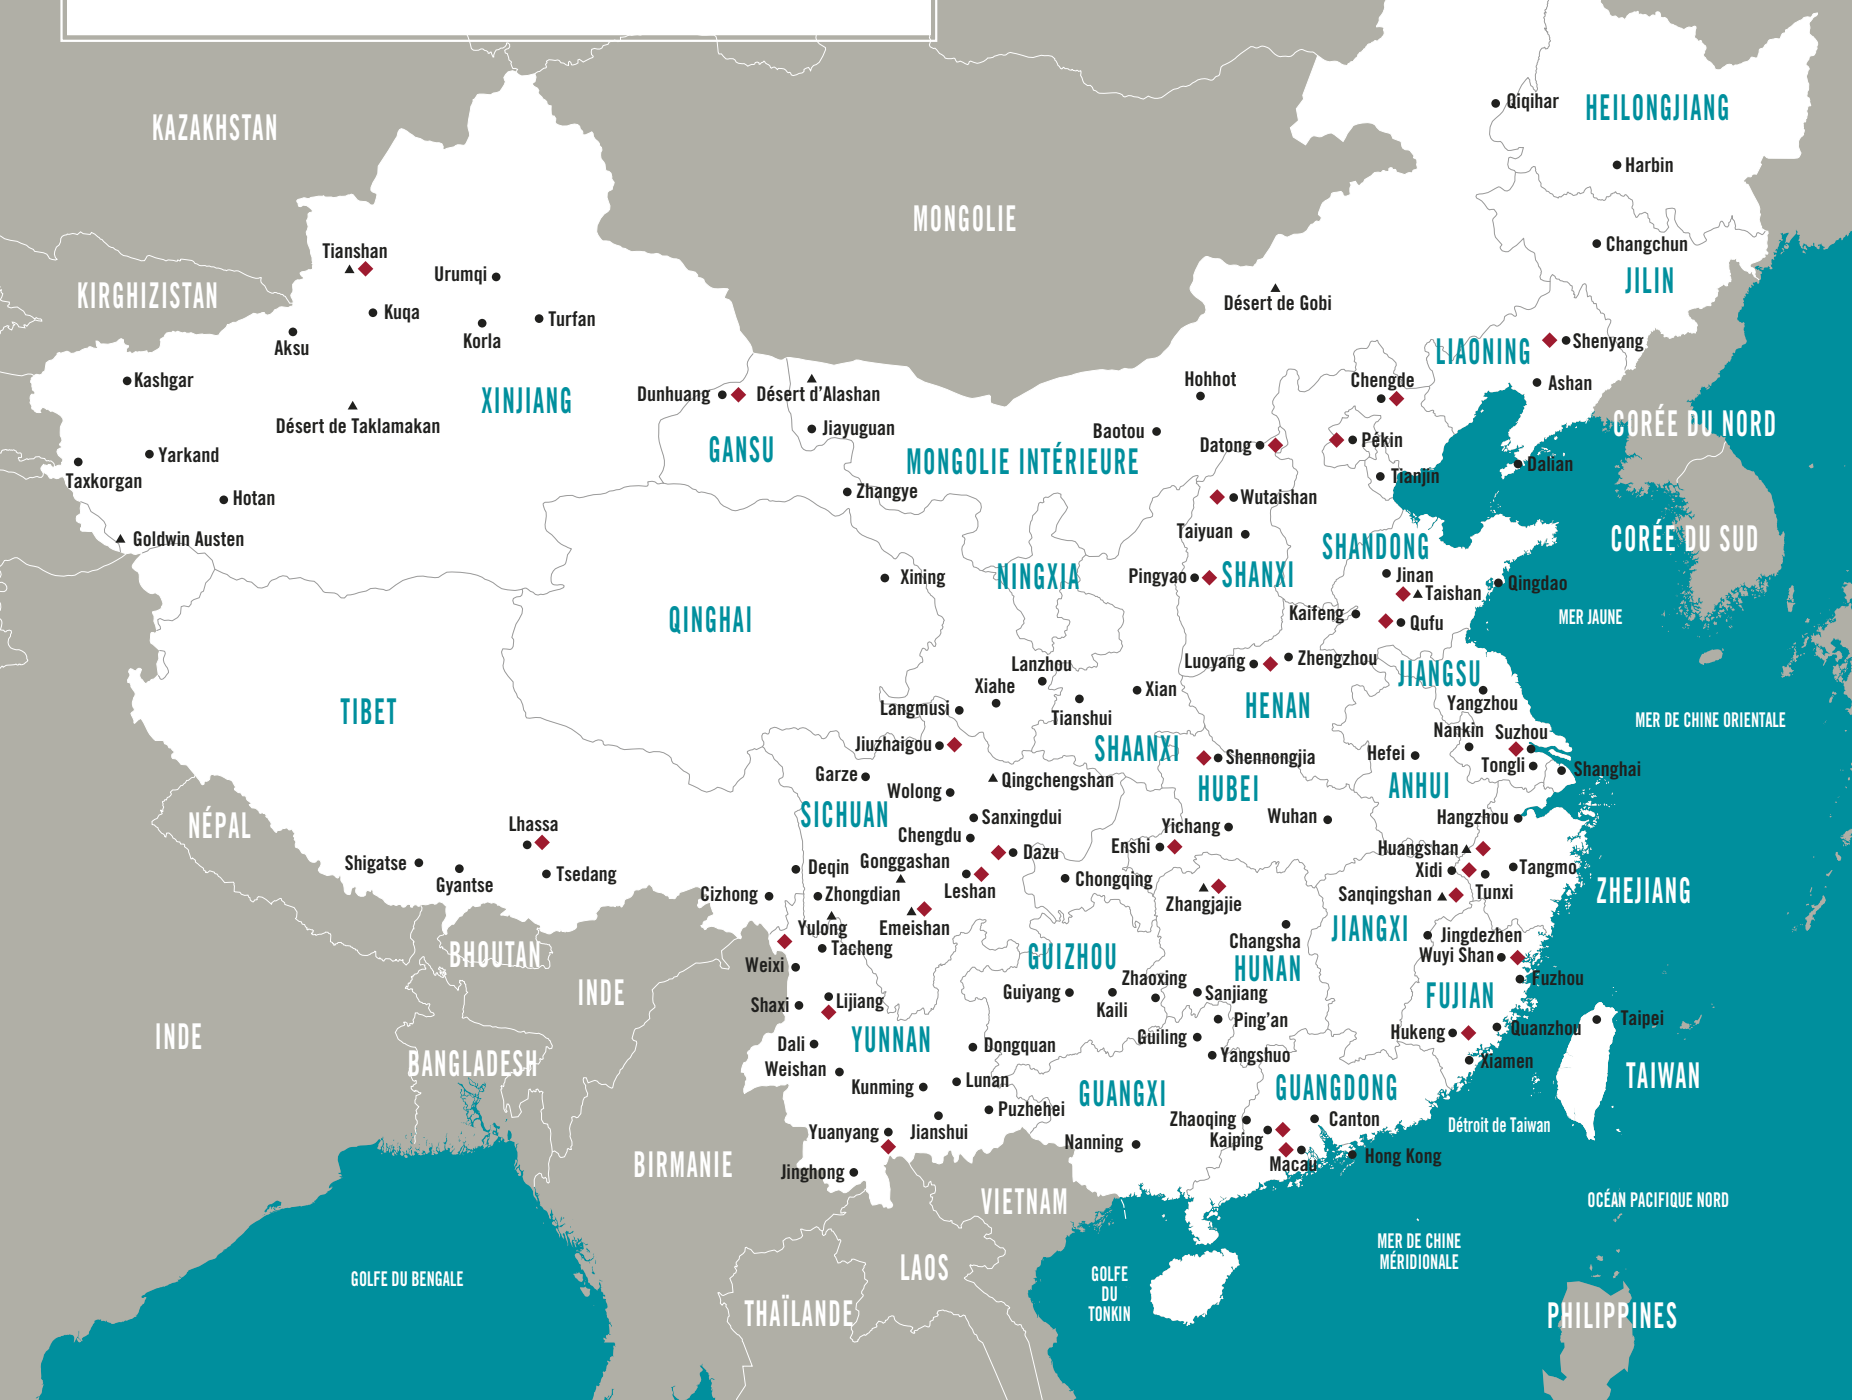 Qiqihar
HEILONGJIANG
KAZAKHSTAN
Harbin
MONGOLIE
Changchun
Tianshan
Urumqi
JILIN
KIRGHIZISTAN
Désert de Gobi
Kuqa
Turfan
Korla
Aksu
LIAONING
Shenyang
Kashgar
XINJIANG
Dunhuang
Désert d'Alashan
Hohhot
Chengde
Ashan
Désert de Taklamakan
Jiayuguan
Baotou
CORÉE DU NORD
GANSU
MONGOLIE INTÉRIEURE
Datong
Pékin
Yarkand
Taxkorgan
Tianjin
Dalian
Hotan
Zhangye
Wutaishan
Goldwin Austen
Taiyuan
SHANDONG
CORÉE DU SUD
Xining
NINGXIA
Pingyao
SHANXI
Jinan
Qingdao
Taishan
QINGHAI
Kaifeng
Qufu
MER JAUNE
Lanzhou
Luoyang
Zhengzhou
Xiahe
Xian
JIANGSU
TIBET
Langmusi
Tianshui
HENAN
Yangzhou
MER DE CHINE ORIENTALE
Jiuzhaigou
SHAANXI
Nankin
Suzhou
Shennongjia
Hefei
Tongli
Shanghai
Garze
Qingchengshan
Wolong
HUBEI
ANHUI
NÉPAL
SICHUAN
Sanxingdui
Lhassa
Yichang
Wuhan
Hangzhou
Chengdu
Enshi
Dazu
Huangshan
Shigatse
Gonggashan
Deqin
Xidi
Tangmo
Gyantse
Tsedang
Leshan
Chongqing
Cizhong
Zhongdian
Zhangjajie
Sanqingshan
Tunxi
ZHEJIANG
Yulong
Emeishan
JIANGXI
Changsha
Jingdezhen
Tacheng
BHOUTAN
GUIZHOU
HUNAN
Wuyi Shan
Weixi
Zhaoxing
Fuzhou
INDE
Shaxi
Lijiang
Guiyang
Kaili
Sanjiang
FUJIAN
INDE
Ping'an
Taipei
YUNNAN
Guiling
Hukeng
Quanzhou
Dali
Dongquan
Yangshuo
Xiamen
BANGLADESH
Weishan
Kunming
Lunan
GUANGXI
GUANGDONG
TAIWAN
Puzhehei
Zhaoqing
Canton
Détroit de Taiwan
Yuanyang
Jianshui
Nanning
Kaiping
BIRMANIE
Jinghong
Macau
Hong Kong
VIETNAM
OCÉAN PACIFIQUE NORD
MER DE CHINE
MÉRIDIONALE
LAOS
GOLFE DU BENGALE
GOLFE
DU
TONKIN
THAÏLANDE
PHILIPPINES